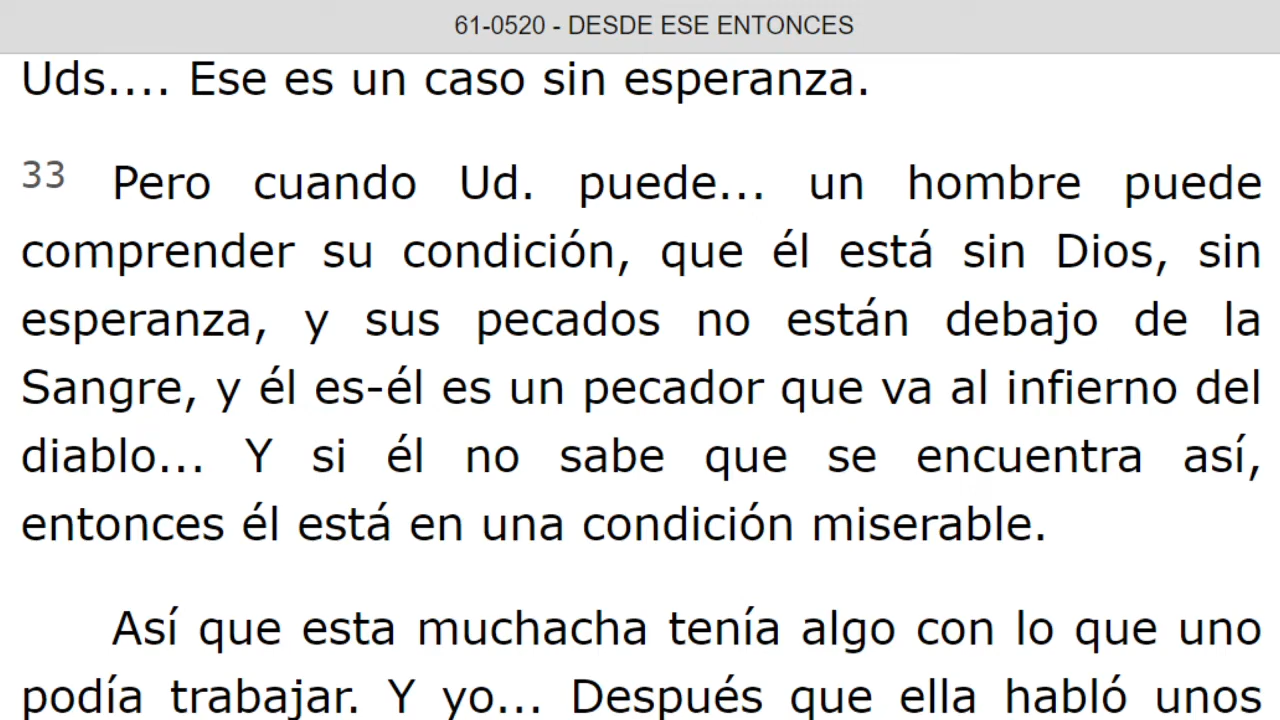 61-0520 - DESDE ESE ENTONCES
Uds.... Ese es un caso sin esperanza.
33 Pero cuando Ud. puede... un hombre puede
comprender su condición, que él está sin Dios, sin
esperanza, y sus pecados no están debajo de la
Sangre, y él es-él es un pecador que va al infierno del
diablo... Y si él no sabe que se encuentra así,
entonces él está en una condición miserable.
Así que esta muchacha tenía algo con lo que uno
podía trabajar. Y yo... Después que ella habló unos